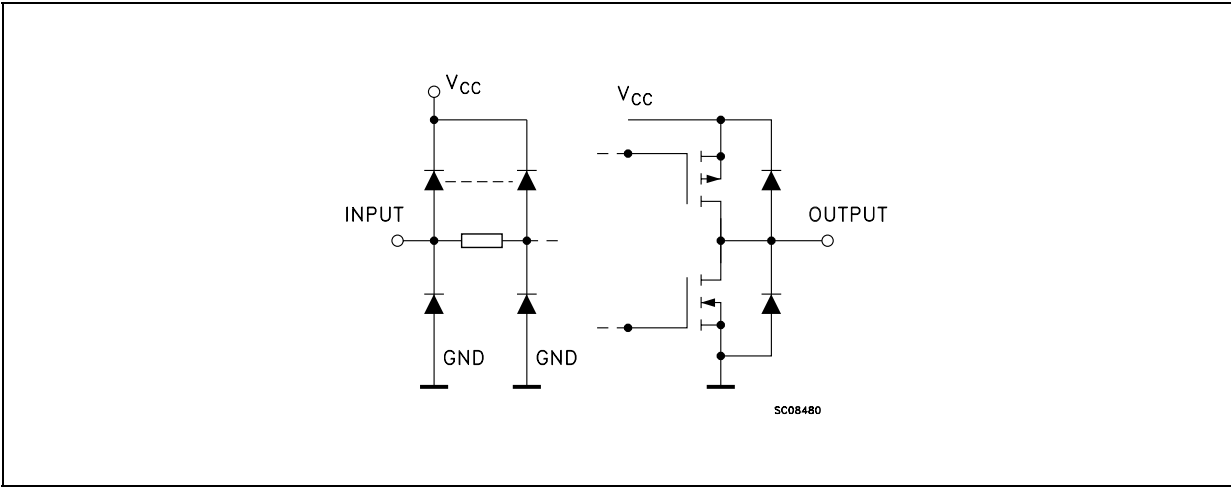 VCC
VCC
INPUT
OUTPUT
GND
GND
SC08480